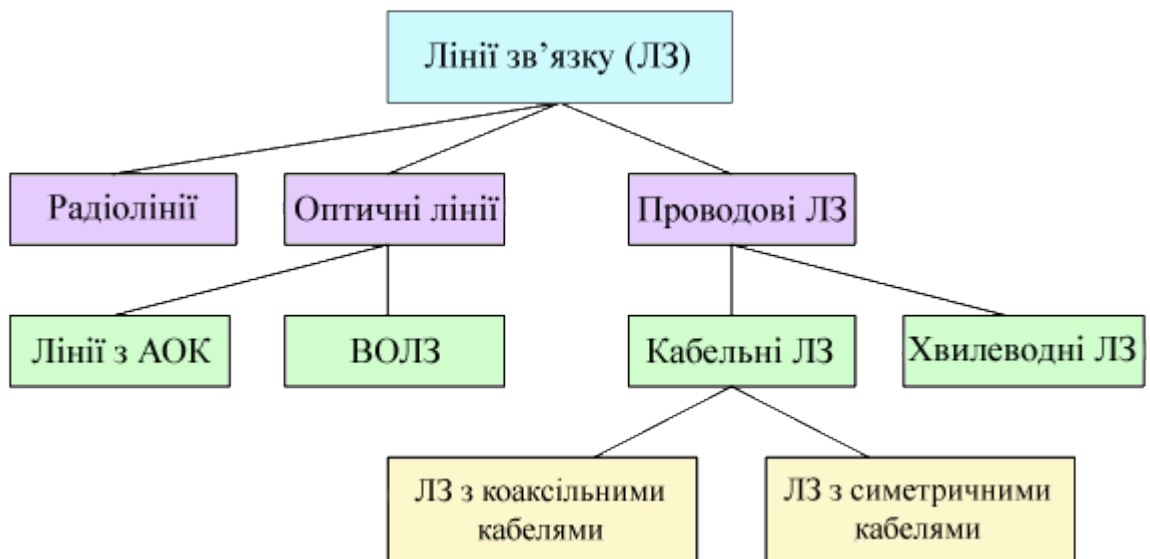 Лінії зв’язку (ЛЗ)
Радіолінії
Оптичні лінії
Проводові ЛЗ
Лінії з АОК
ВОЛЗ
Кабельні ЛЗ
Хвилеводні ЛЗ
ЛЗ з коаксільними
кабелями
ЛЗ з симетричними
кабелями